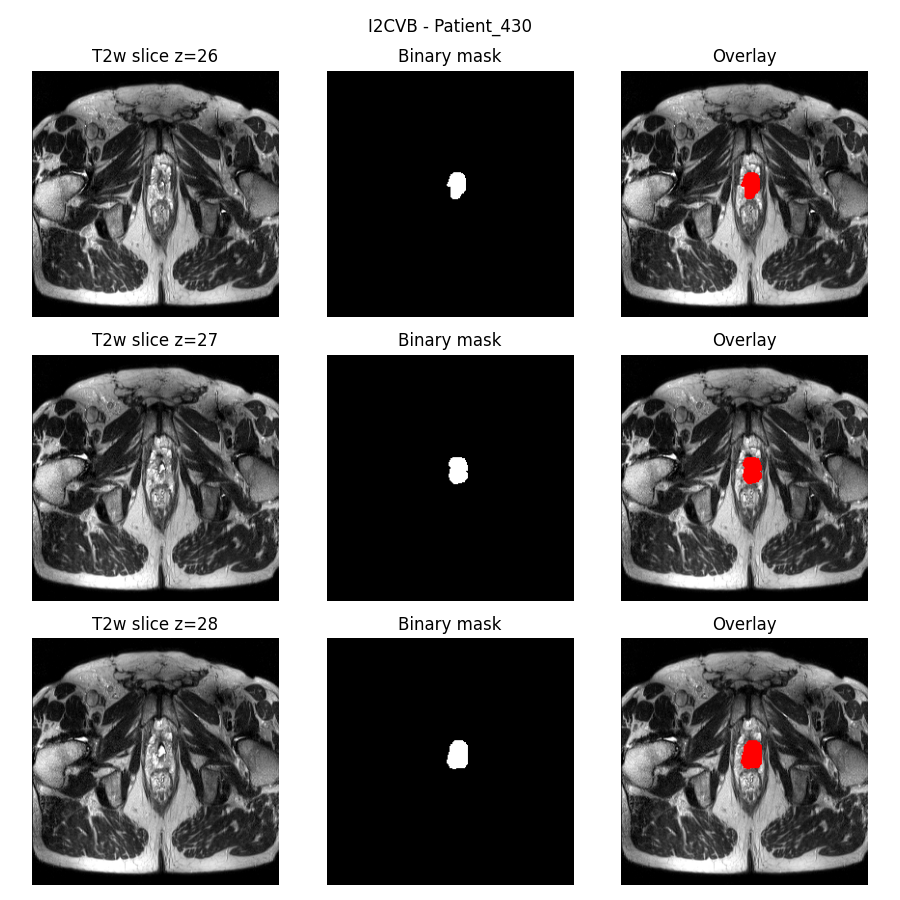 I2CVB - Patient_430
T2w slice z=26 Binary mask Overlay
T2w slice z=27 Binary mask Overlay
T2w slice z=28 Binary mask Overlay